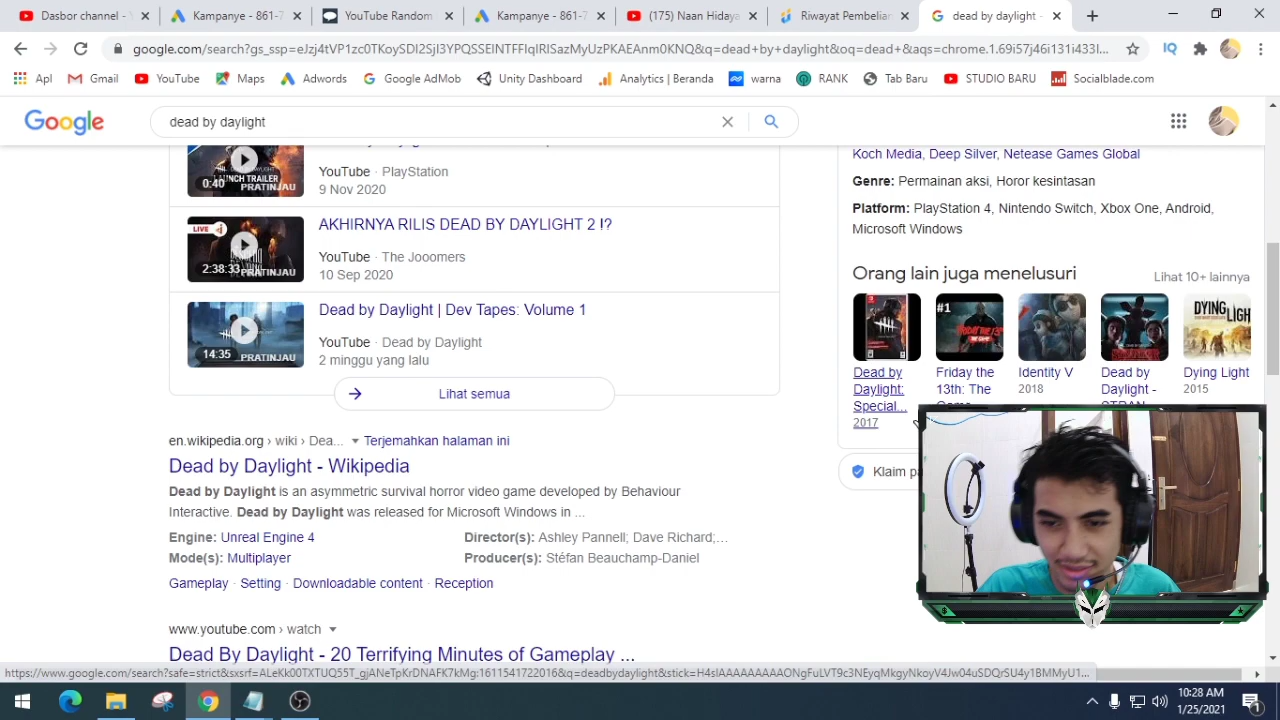 Dasbor channel -
Kampanye - 861-7
YouTube Random
Kampanye - 861-7
(175) Naan Hidaya
Riwayat Pembelian
dead by daylight -
google.com/search?gs_ssp=
&q=dead+by+daylight&oq=dead+&aqs=chrome.1.69i57j46i131i433l...
Apl
Gmail
YouTube
Maps
Adwords
Google AdMob
Unity Dashboard
Analytics | Beranda
warna
RANK
Tab Baru
STUDIO BARU
Socialblade.com
Google
dead by daylight
LAUNCH TRAILER
0:40
PRATINJAU
YouTube · PlayStation
9 Nov 2020
LIVE
2:38:33
PRATINJAU
AKHIRNYA RILIS DEAD BY DAYLIGHT 2 !?
YouTube · The Jooomers
10 Sep 2020
14:35
PRATINJAU
Dead by Daylight | Dev Tapes: Volume 1
YouTube · Dead by Daylight
2 minggu yang lalu
Lihat semua
en.wikipedia.org › wiki › Dea... Terjemahkan halaman ini
Dead by Daylight - Wikipedia
Dead by Daylight is an asymmetric survival horror video game developed by Behaviour
Interactive. Dead by Daylight was released for Microsoft Windows in ...
Engine: Unreal Engine 4
Director(s): Ashley Pannell; Dave Richard;...
Mode(s): Multiplayer
Producer(s): Stéfan Beauchamp-Daniel
Gameplay · Setting · Downloadable content · Reception
www.youtube.com › watch
Dead By Daylight - 20 Terrifying Minutes of Gameplay ...
Koch Media, Deep Silver, Netease Games Global
Genre: Permainan aksi, Horor kesintasan
Platform: PlayStation 4, Nintendo Switch, Xbox One, Android,
Microsoft Windows
Orang lain juga menelusuri
Lihat 10+ lainnya
#1
FRIDAY THE 13TH
DYING LIGH
Dead by
Daylight:
Special...
2017
Friday the
13th: The
Game
Identity V
2018
Dead by
Daylight -
STRAN
Dying Light
2015
Klaim pa
10:28 AM
1/25/2021
1